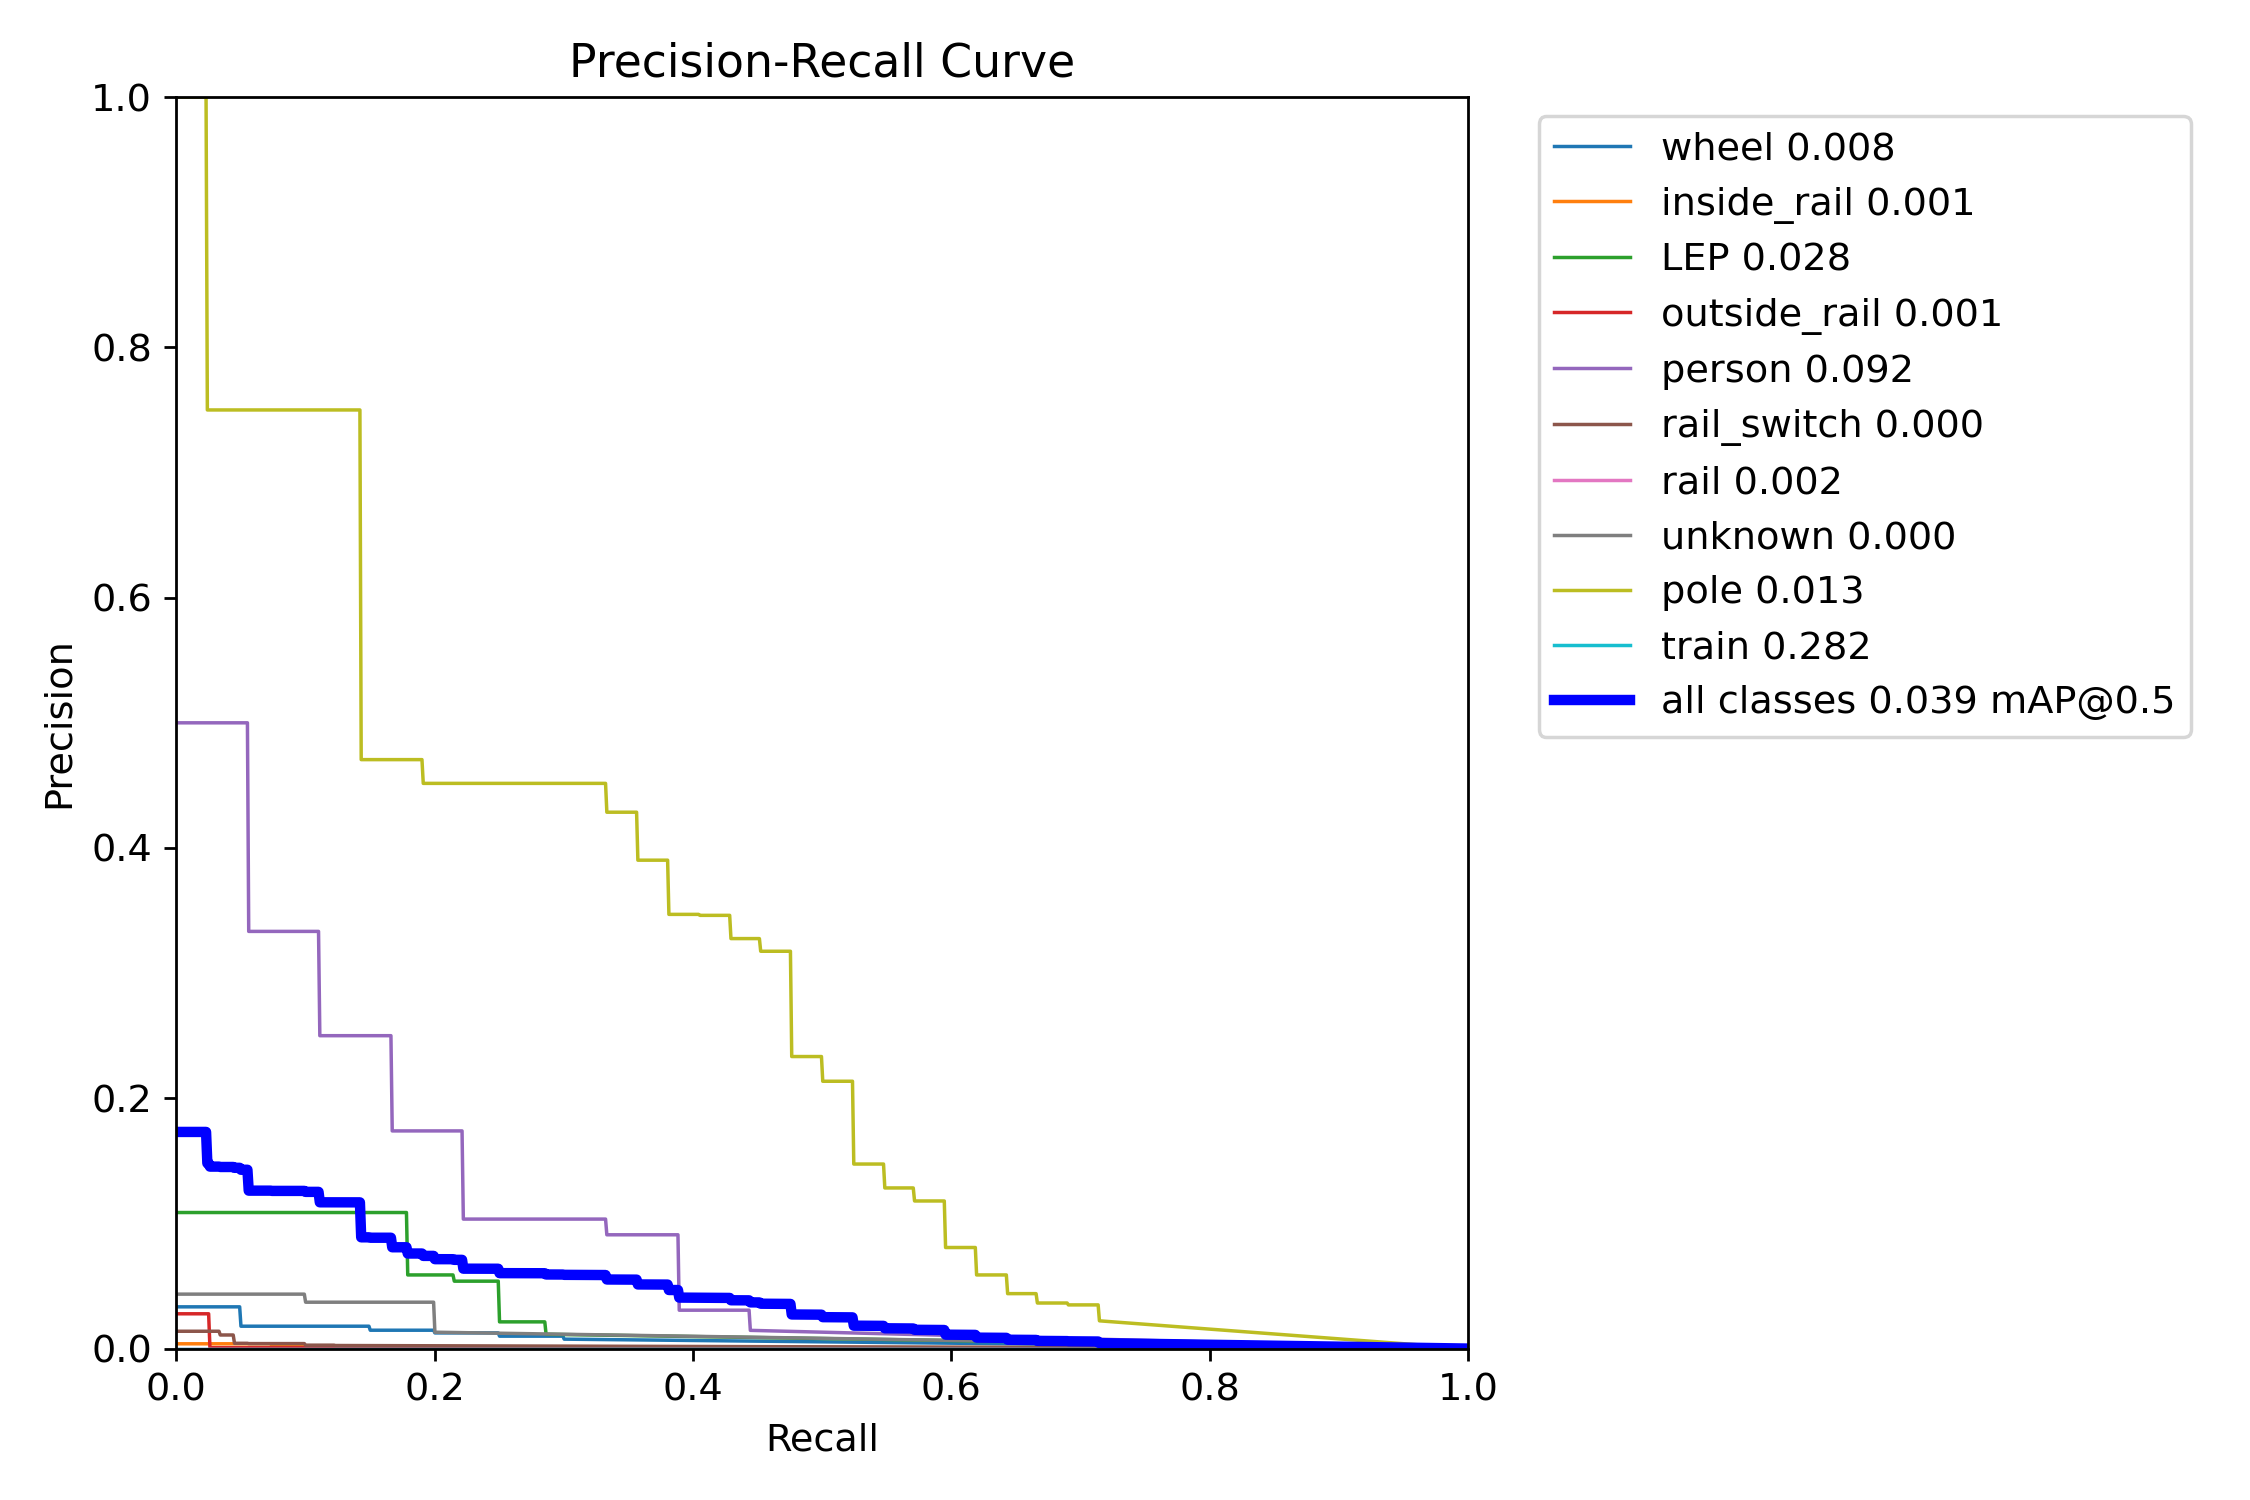 Precision-Recall Curve
1.0
0.8
0.6
0.4
0.2
0.0
Precision
0.0 0.2 0.4 0.6 0.8 1.0
Recall
wheel 0.008
inside_rail 0.001
LEP 0.028
outside_rail 0.001
person 0.092
rail_switch 0.000
rail 0.002
unknown 0.000
pole 0.013
train 0.282
all classes 0.039 mAP@0.5